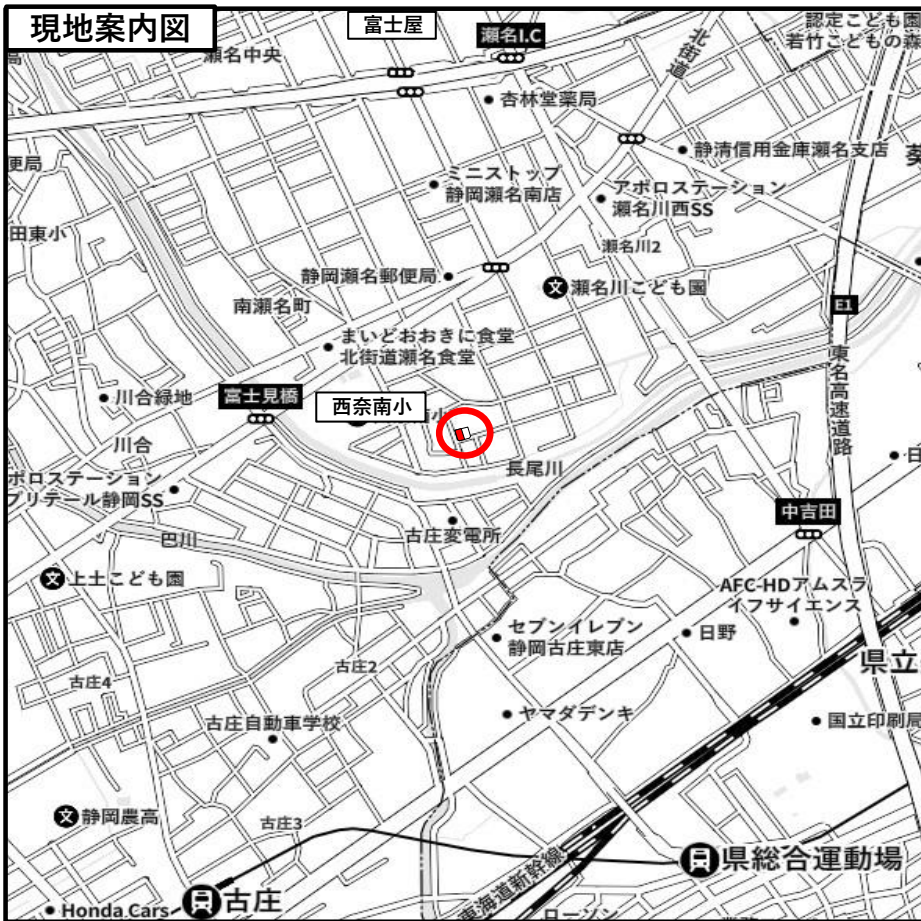 現地案内図
富士屋
瀬名I.C
認定こども園
若竹こどもの森
瀬名中央
北街道
杏林堂薬局
静清信用金庫瀬名支店
ミニストップ
静岡瀬名南店
アポロステーション
瀬名川西SS
便局
田東小
瀬名川2
静岡瀬名郵便局
瀬名川こども園
文
南瀬名町
E1
まいどおおきに食堂
北街道瀬名食堂
東名高速道路
川合緑地
富士見橋
西奈南小
川合
長尾川
ポロステーション
プリテール静岡SS
中吉田
古庄変電所
巴川
文
上土こども園
AFC-HDアムスラ
イフサイエンス
セブンイレブン
静岡古庄東店
日野
古庄2
県立
古庄4
ヤマダデンキ
国立印刷局
古庄自動車学校
文
静岡農高
古庄3
県総合運動場
東海道新幹線
古庄
Honda Cars
ローソン